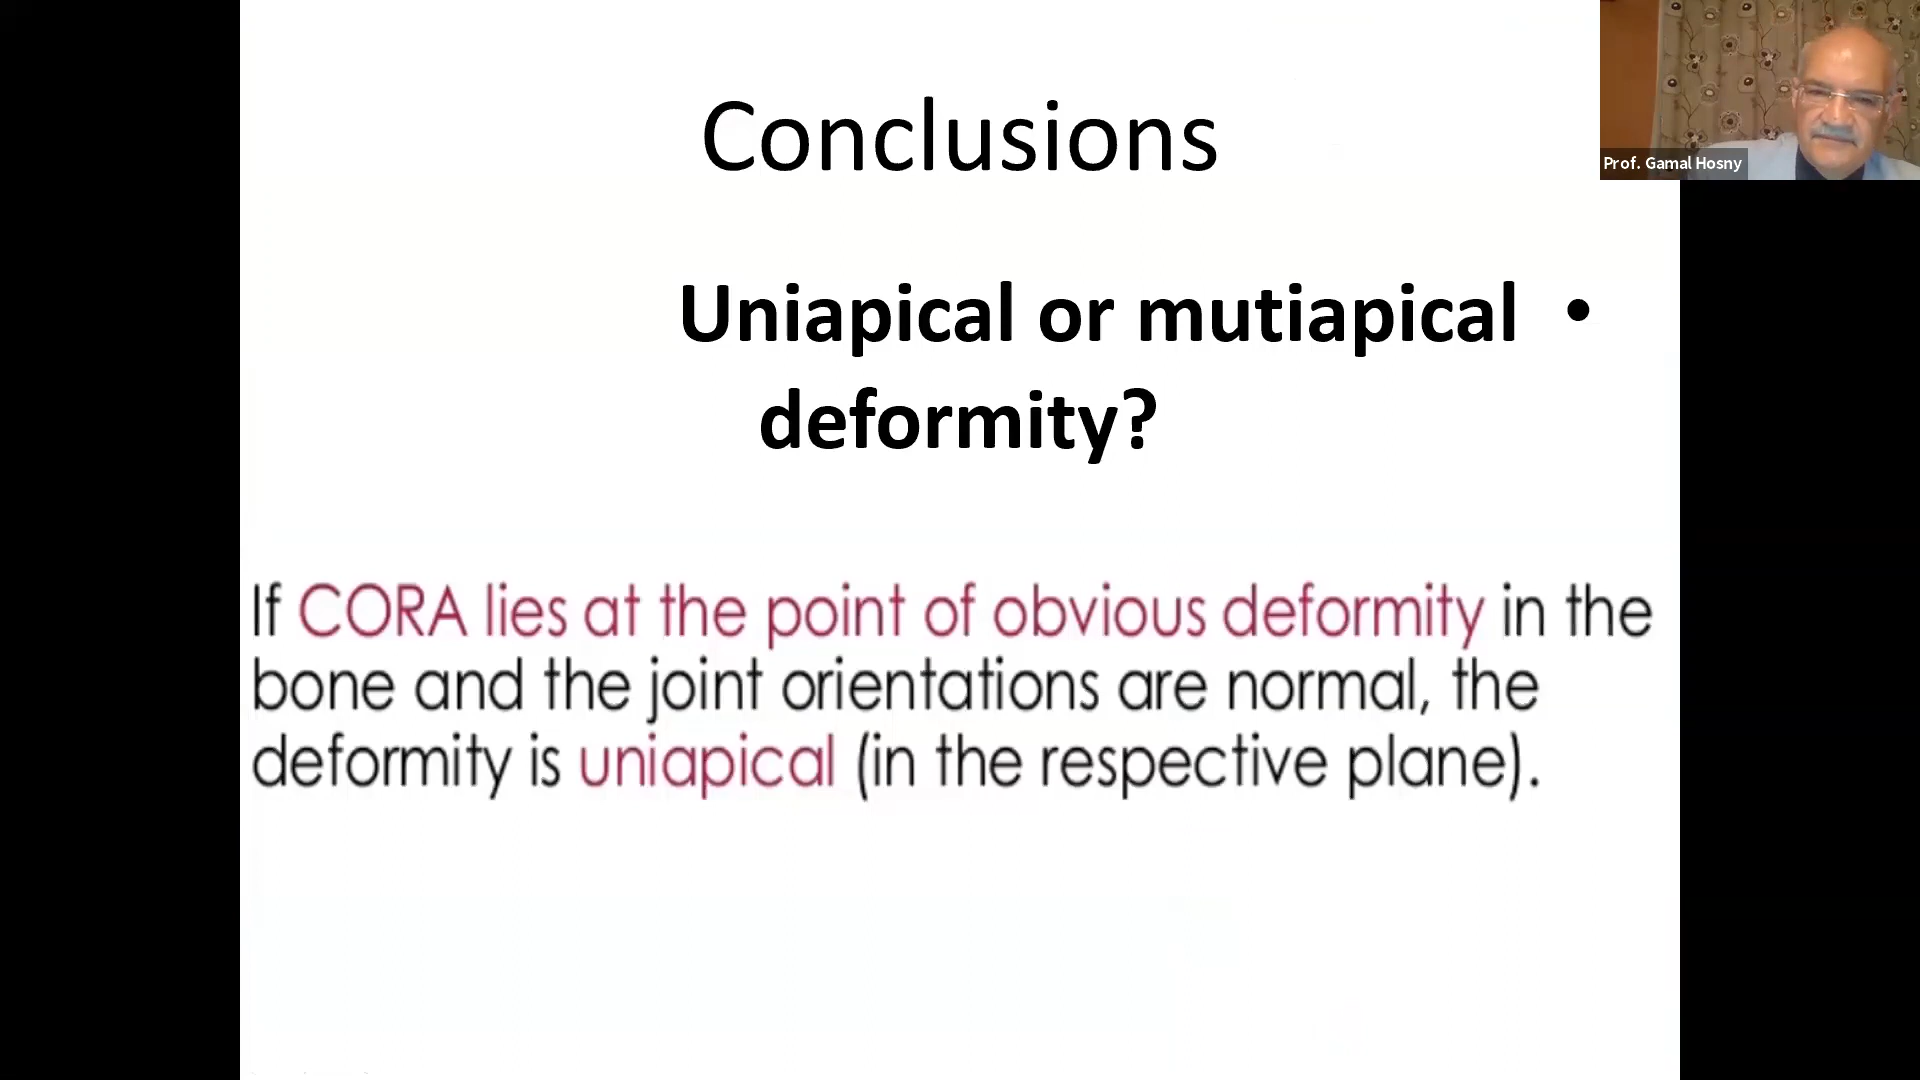 Conclusions
Prof. Gamal Hosny
Uniapical or mutiapical •
deformity?
If CORA lies at the point of obvious deformity in the
bone and the joint orientations are normal, the
deformity is uniapical (in the respective plane).